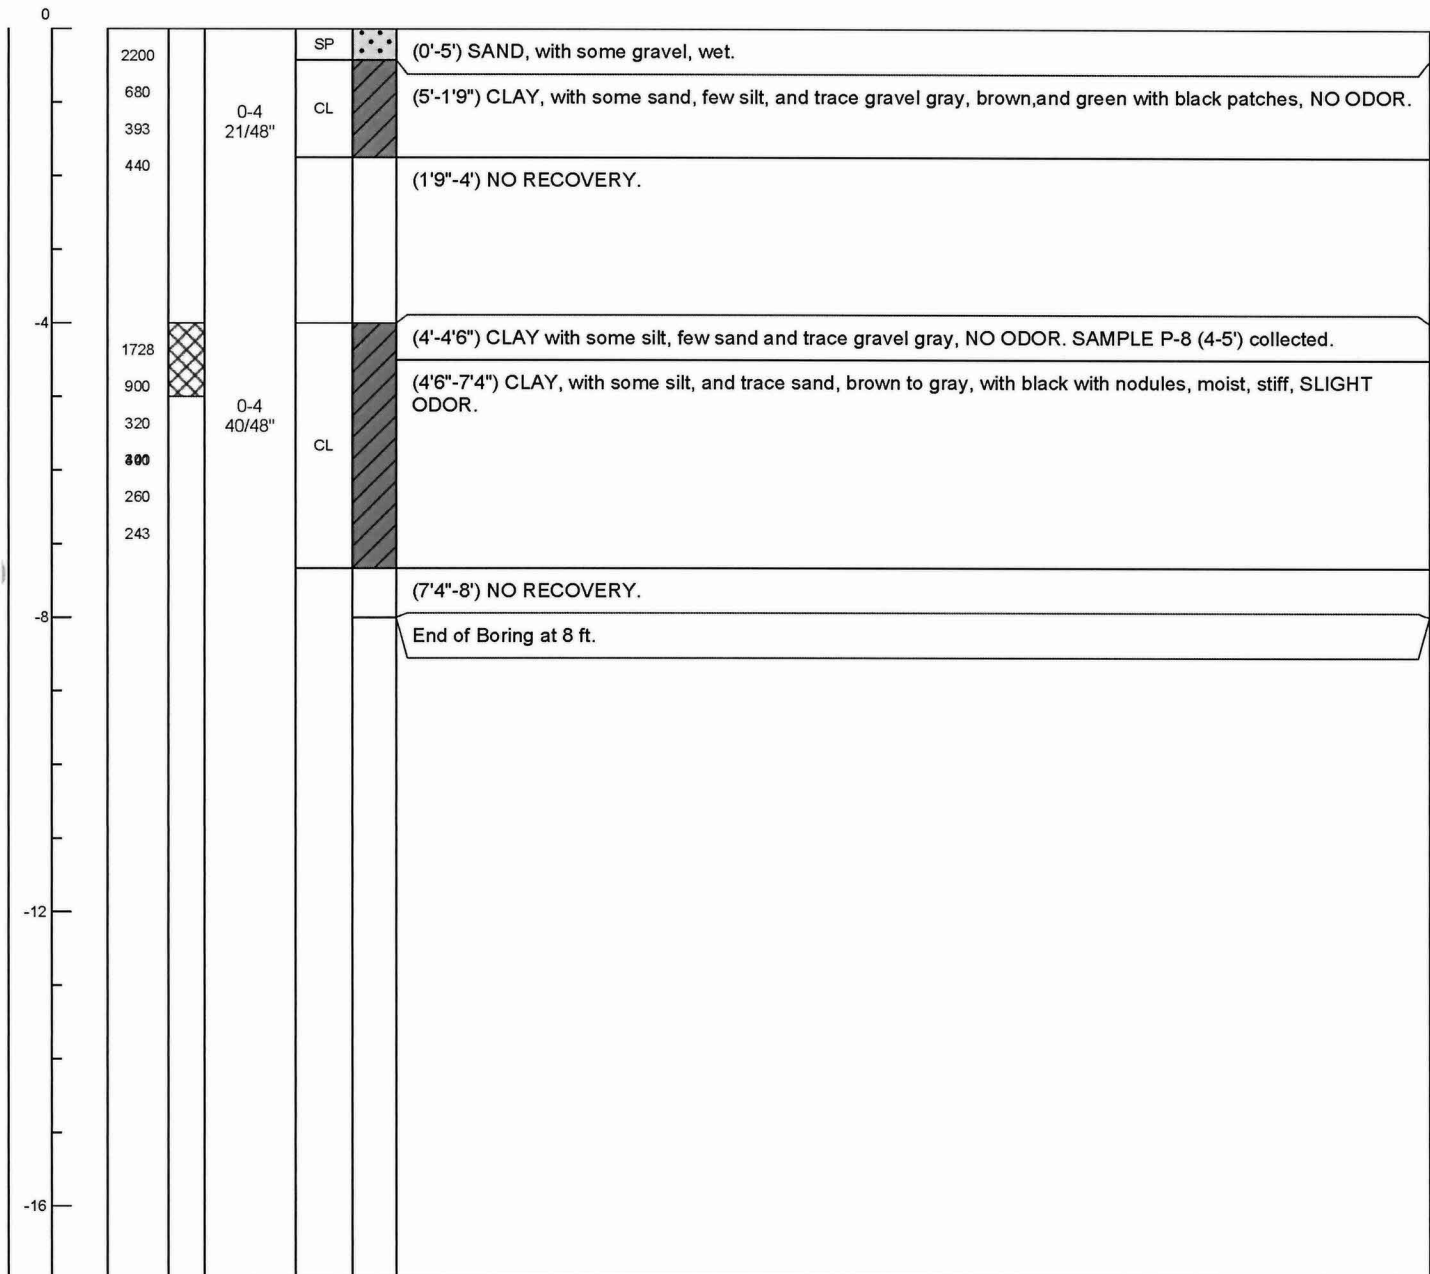 0
2200
SP
(0'-5') SAND, with some gravel, wet.
680
0-4
21/48"
CL
(5'-1'9") CLAY, with some sand, few silt, and trace gravel gray, brown,and green with black patches, NO ODOR.
393
440
(1'9"-4') NO RECOVERY.
-4
1728
(4'-4'6") CLAY with some silt, few sand and trace gravel gray, NO ODOR. SAMPLE P-8 (4-5') collected.
900
0-4
40/48"
(4'6"-7'4") CLAY, with some silt, and trace sand, brown to gray, with black with nodules, moist, stiff, SLIGHT
ODOR.
320
CL
260
243
(7'4"-8') NO RECOVERY.
-8
End of Boring at 8 ft.
-12
-16